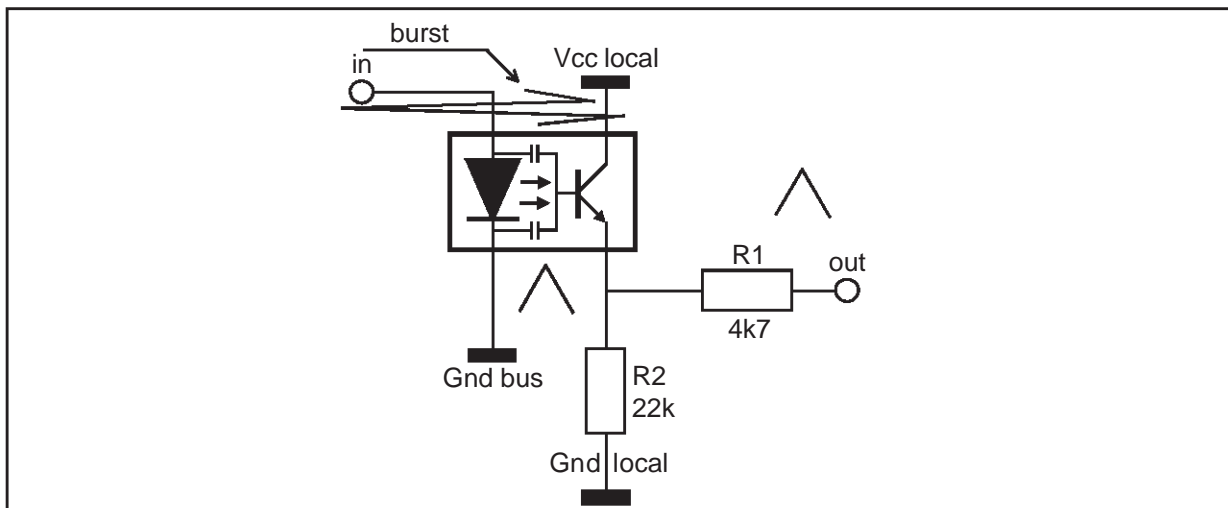 burst
in
Vcc local
R1
out
4k7
Gnd bus
R2
22k
Gnd local